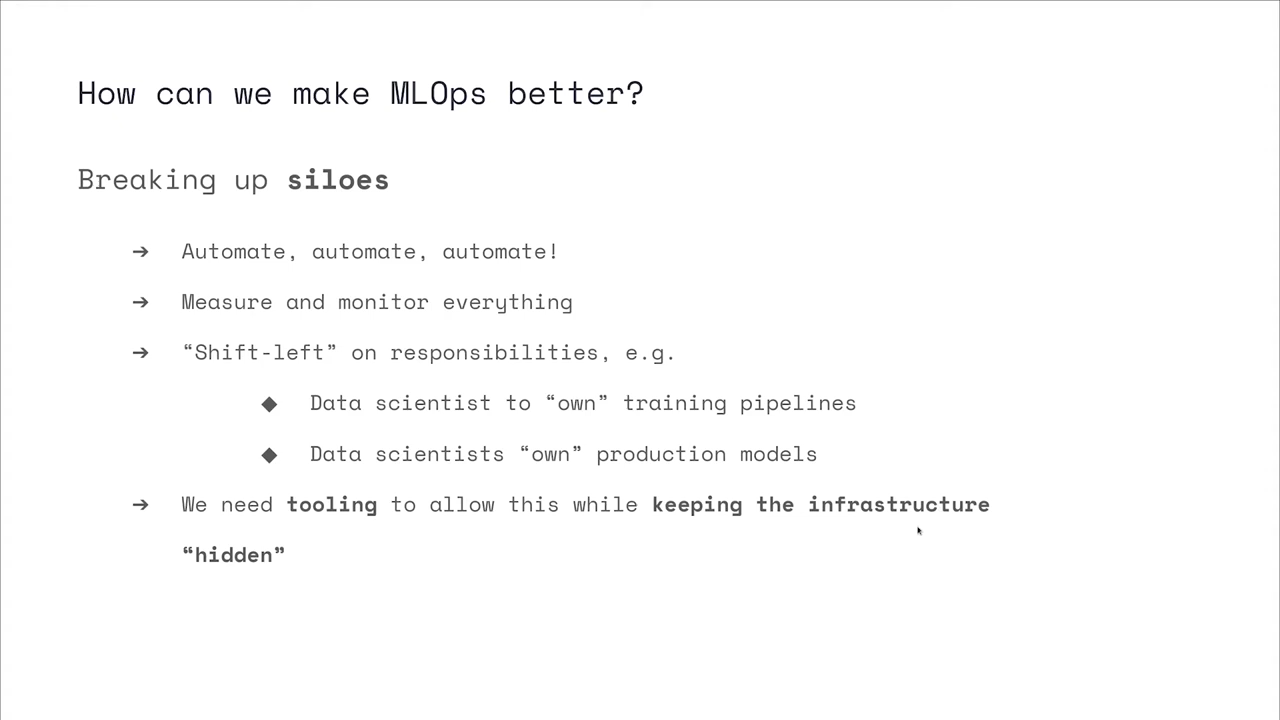 How can we make MLOps better?
Breaking up siloes
➔ Automate, automate, automate!
➔ Measure and monitor everything
➔ “Shift-left” on responsibilities, e.g.
◆ Data scientist to “own” training pipelines
◆ Data scientists “own” production models
➔ We need tooling to allow this while keeping the infrastructure
“hidden”